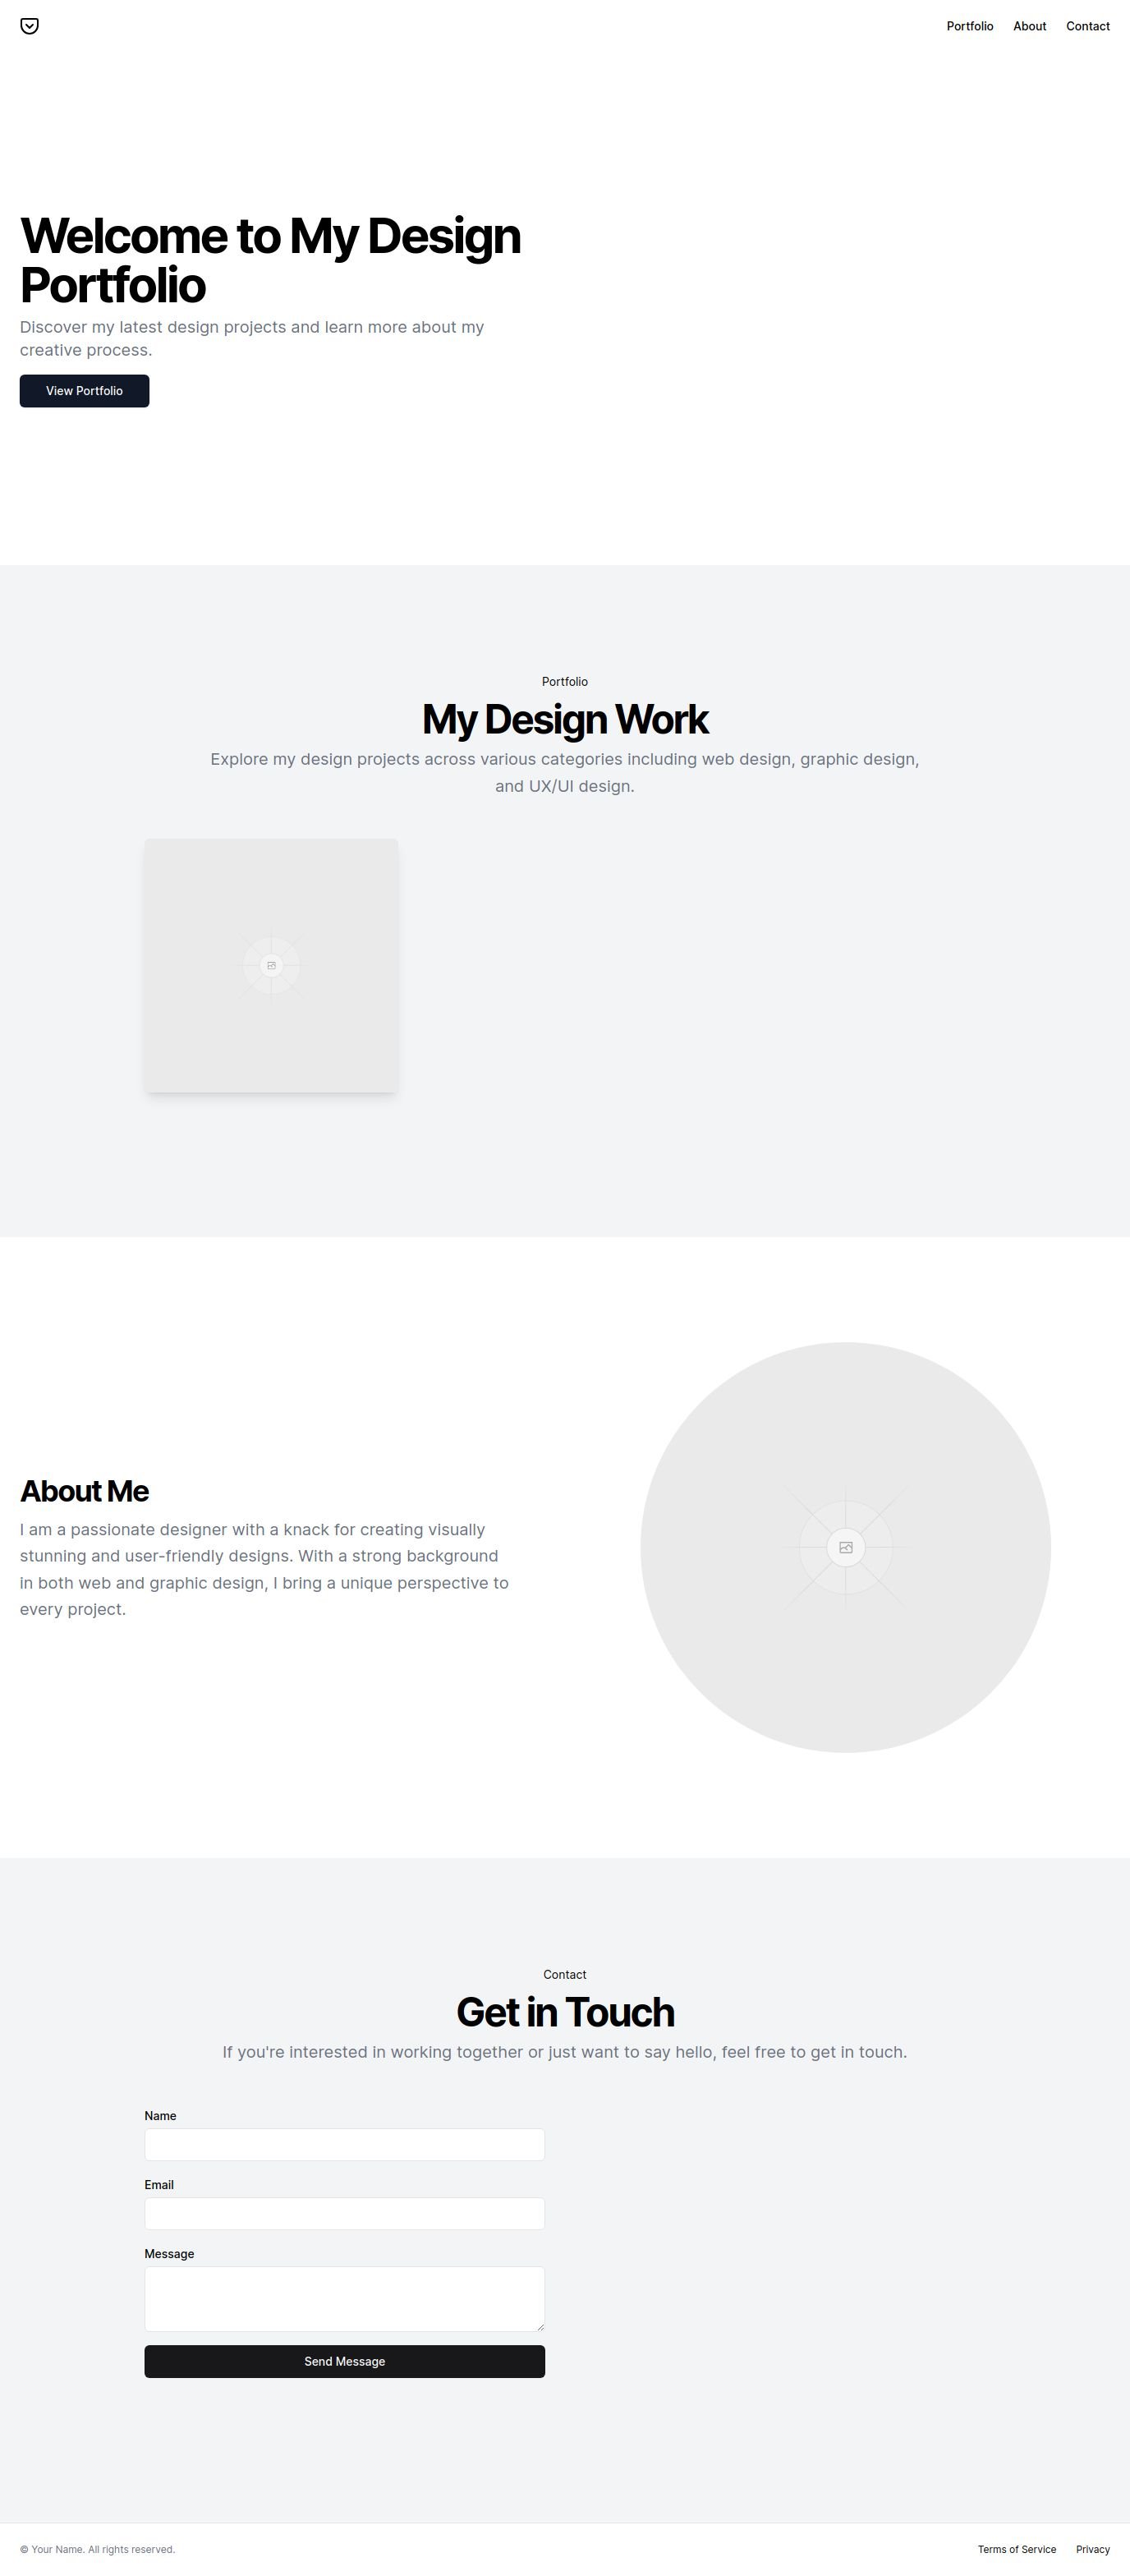 Portfolio About Contact
Welcome to My Design
Portfolio
Discover my latest design projects and learn more about my
creative process.
View Portfolio
Portfolio
My Design Work
Explore my design projects across various categories including web design, graphic design,
and UX/UI design.
About Me
I am a passionate designer with a knack for creating visually
stunning and user-friendly designs. With a strong background
in both web and graphic design, I bring a unique perspective to
every project.
Contact
Get in Touch
If you're interested in working together or just want to say hello, feel free to get in touch.
Name
Email
Message
Send Message
© Your Name. All rights reserved.
Terms of Service Privacy